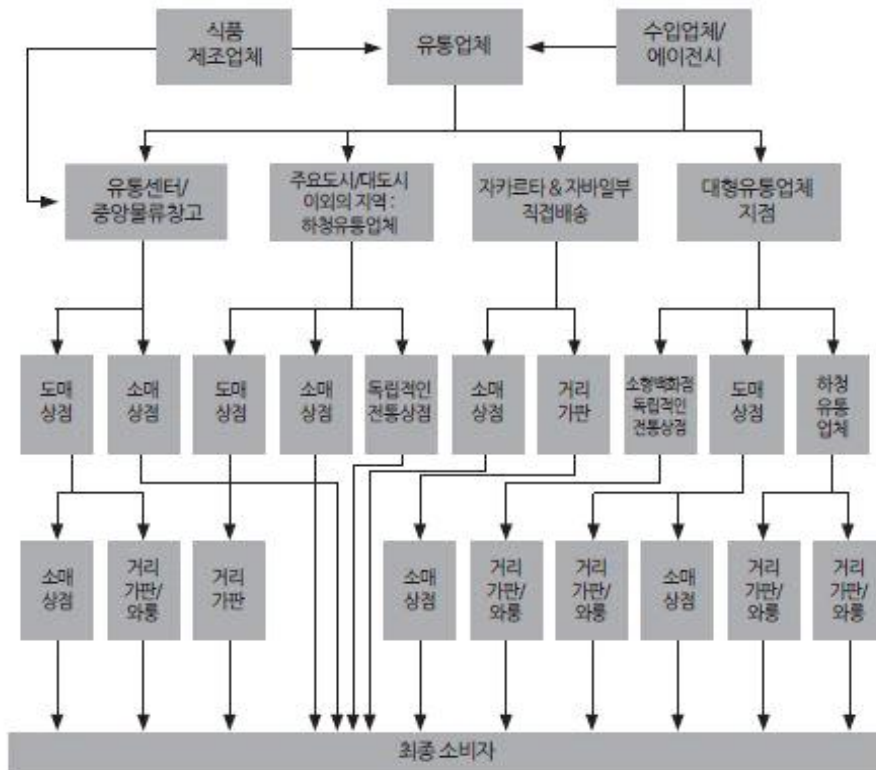 식품
제조업체
유통업체
수입업체/
에이전시
유통센터/
중앙물류창고
주요도시/대도시
이외의 지역 :
하청유통업체
자카르타 & 자바일부
직접배송
대형유통업체
지점
도매
상점
소매
상점
도매
상점
소매
상점
독립적인
전통상점
소매
상점
거리
가판
소형백화점
독립적인
전통상점
도매
상점
하청
유통
업체
소매
상점
거리
가판/
와룽
거리
가판
소매
상점
거리
가판/
와룽
거리
가판/
와룽
소매
상점
거리
가판/
와룽
거리
가판/
와룽
최종 소비자